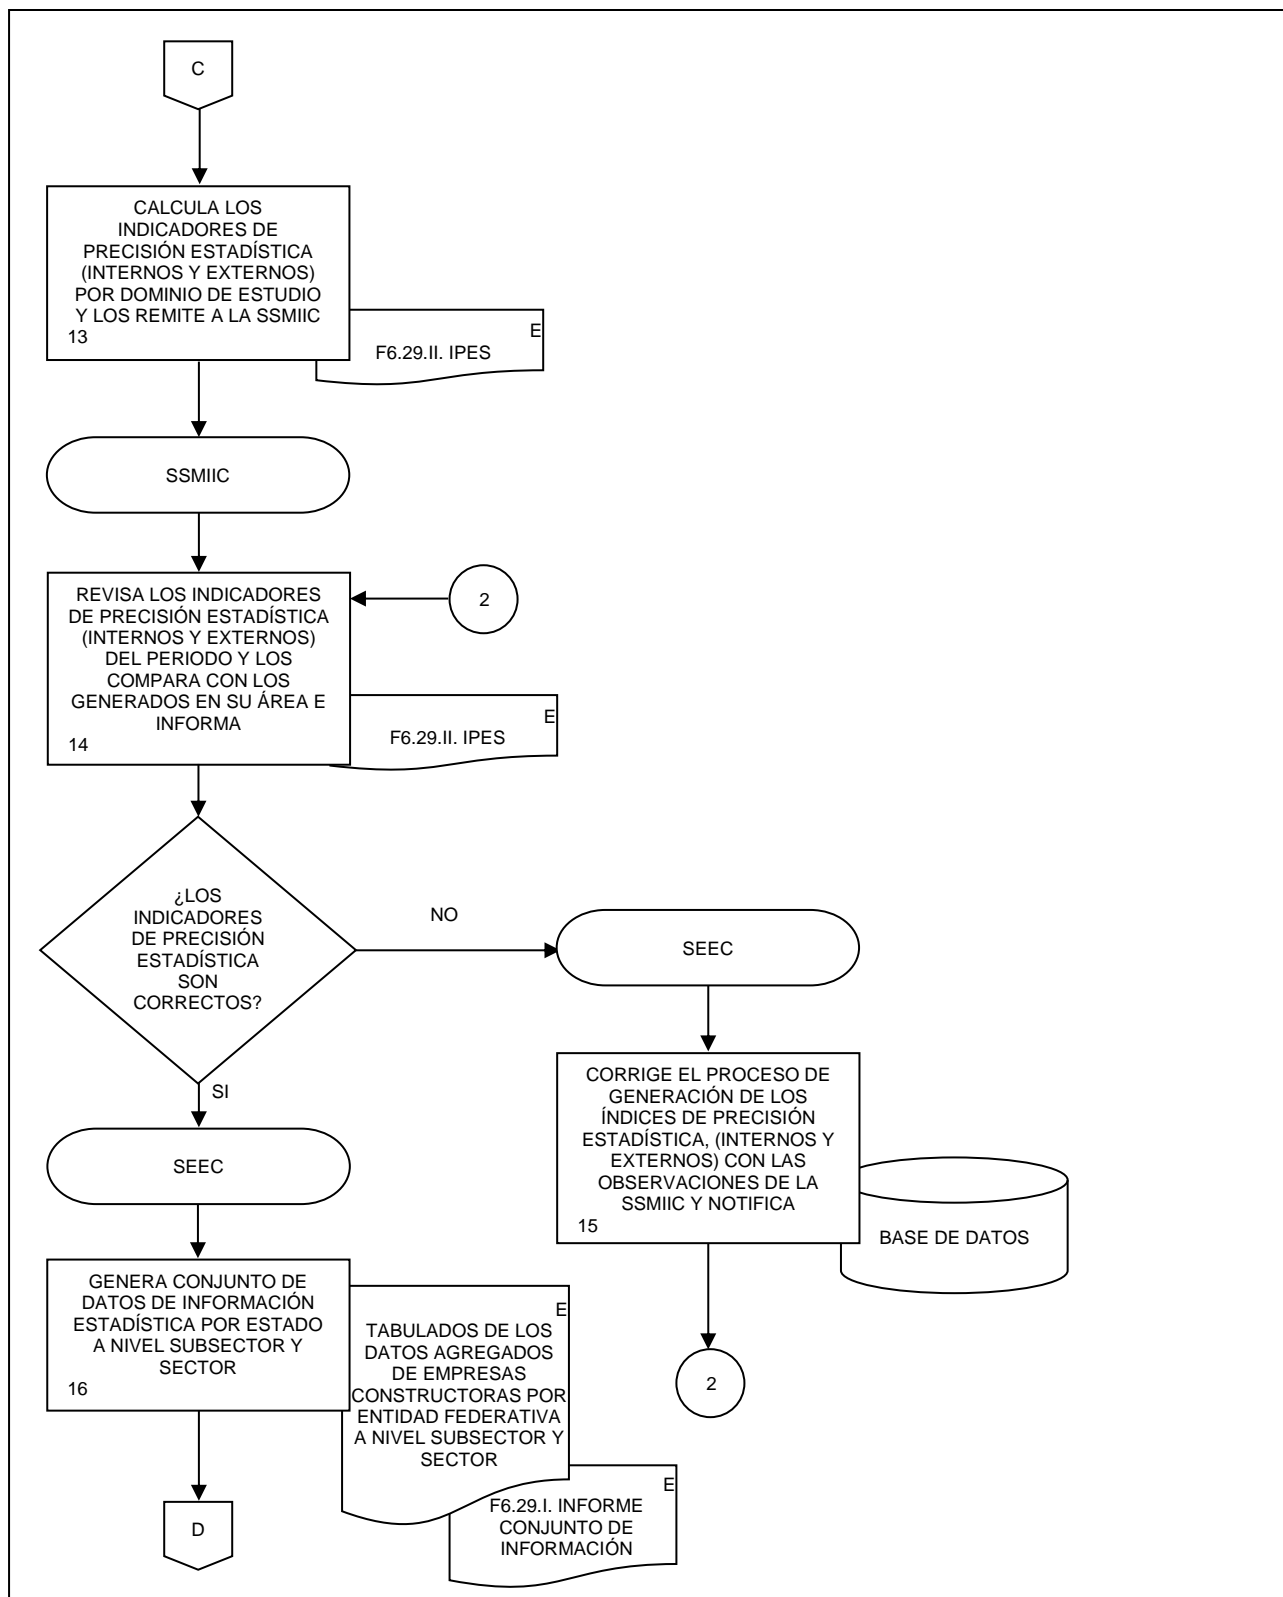 C
CALCULA LOS
INDICADORES DE
PRECISIÓN ESTADÍSTICA
(INTERNOS Y EXTERNOS)
POR DOMINIO DE ESTUDIO
Y LOS REMITE A LA SSMIIC
13
E
F6.29.II. IPES
SSMIIC
REVISA LOS INDICADORES
DE PRECISIÓN ESTADÍSTICA
(INTERNOS Y EXTERNOS)
DEL PERIODO Y LOS
COMPARA CON LOS
GENERADOS EN SU ÁREA E
INFORMA
14
2
E
F6.29.II. IPES
¿LOS
INDICADORES
DE PRECISIÓN
ESTADÍSTICA
SON
CORRECTOS?
NO
SEEC
CORRIGE EL PROCESO DE
GENERACIÓN DE LOS
ÍNDICES DE PRECISIÓN
ESTADÍSTICA, (INTERNOS Y
EXTERNOS) CON LAS
OBSERVACIONES DE LA
SSMIIC Y NOTIFICA
15
BASE DE DATOS
2
SI
SEEC
GENERA CONJUNTO DE
DATOS DE INFORMACIÓN
ESTADÍSTICA POR ESTADO
A NIVEL SUBSECTOR Y
SECTOR
16
E
TABULADOS DE LOS
DATOS AGREGADOS
DE EMPRESAS
CONSTRUCTORAS POR
ENTIDAD FEDERATIVA
A NIVEL SUBSECTOR Y
SECTOR
E
F6.29.I. INFORME
CONJUNTO DE
INFORMACIÓN
D